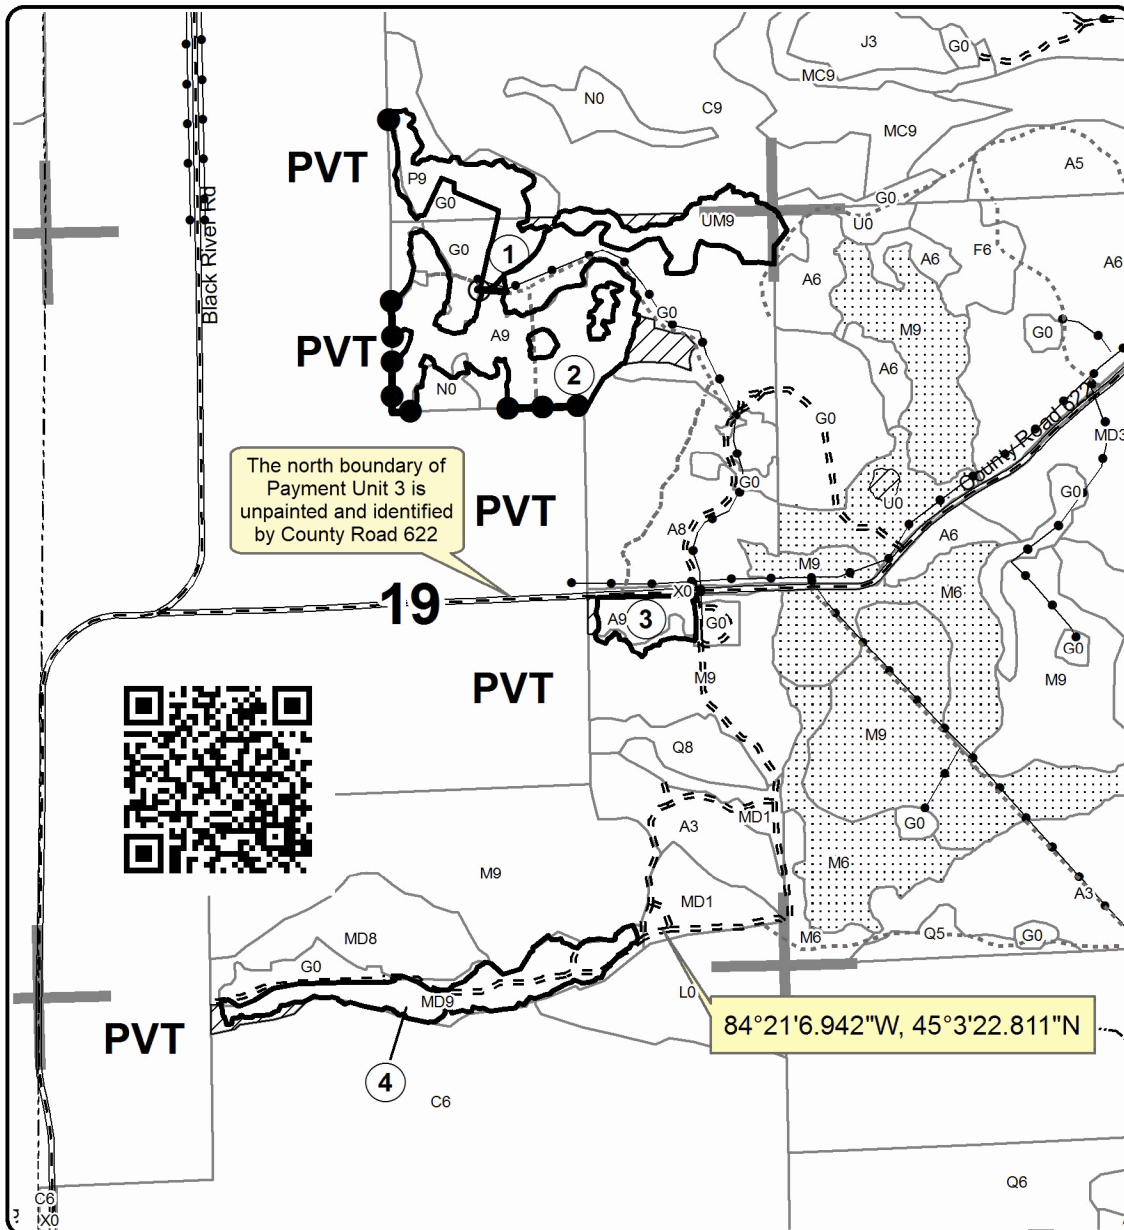 J3
G0
MC9
N0
C9
MC9
A5
PVT
P9
G0
G0
UM9
U0
G0
1
A6
F6
A6
A6
Black River Rd
G0
M9
G0
PVT
A9
2
A6
N0
G0
County Road 622
MD3
The north boundary of
Payment Unit 3 is
unpainted and identified
by County Road 622
PVT
G0
G0
U0
A8
A6
M9
19
X0
M6
A9
3
G0
G0
PVT
M9
M9
Q8
M9
MD1
A3
G0
M9
M6
MD1
A3
MD8
M6
Q5
G0
G0
MD9
L0
84°21'6.942"W, 45°3'22.811"N
PVT
4
C6
Q6
C6
X0